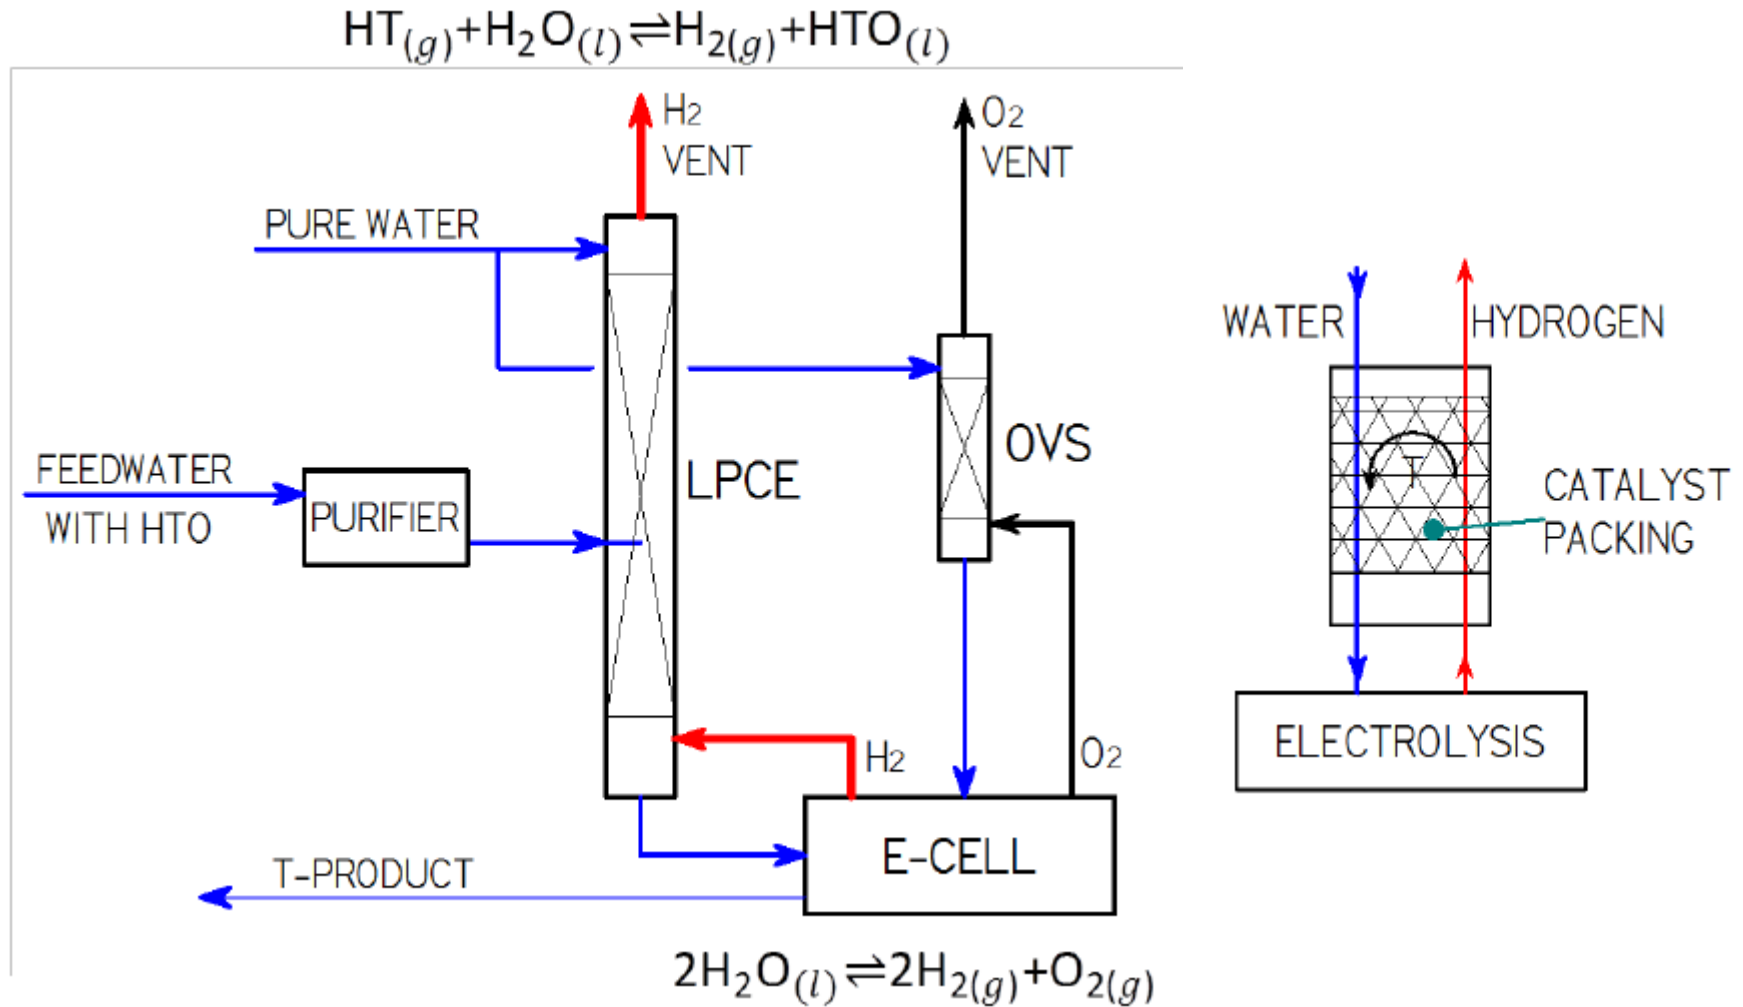 HT(g)+H2O(l)⇌H2(g)+HTO(l)
H2
VENT
O2
VENT
PURE WATER
WATER
HYDROGEN
FEEDWATER
WITH HTO
PURIFIER
LPCE
OVS
T
CATALYST
PACKING
H2
O2
ELECTROLYSIS
E-CELL
T-PRODUCT
2H2O(l)⇌2H2(g)+O2(g)